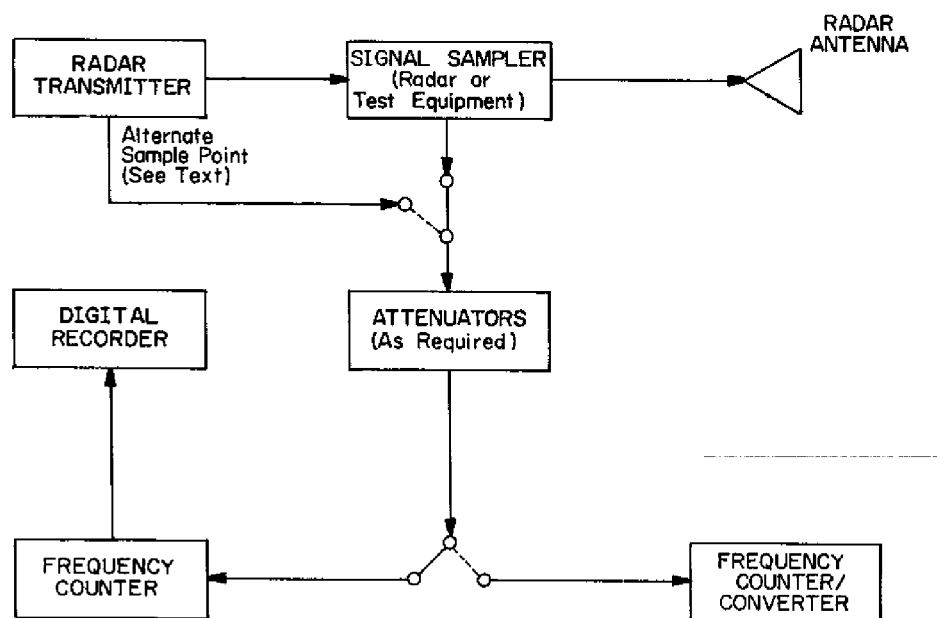 RADAR
TRANSMITTER
SIGNAL SAMPLER
(Radar or
Test Equipment)
RADAR
ANTENNA
Alternate
Sample Point
(See Text)
DIGITAL
RECORDER
ATTENUATORS
(As Required)
FREQUENCY
COUNTER
FREQUENCY
COUNTER/
CONVERTER